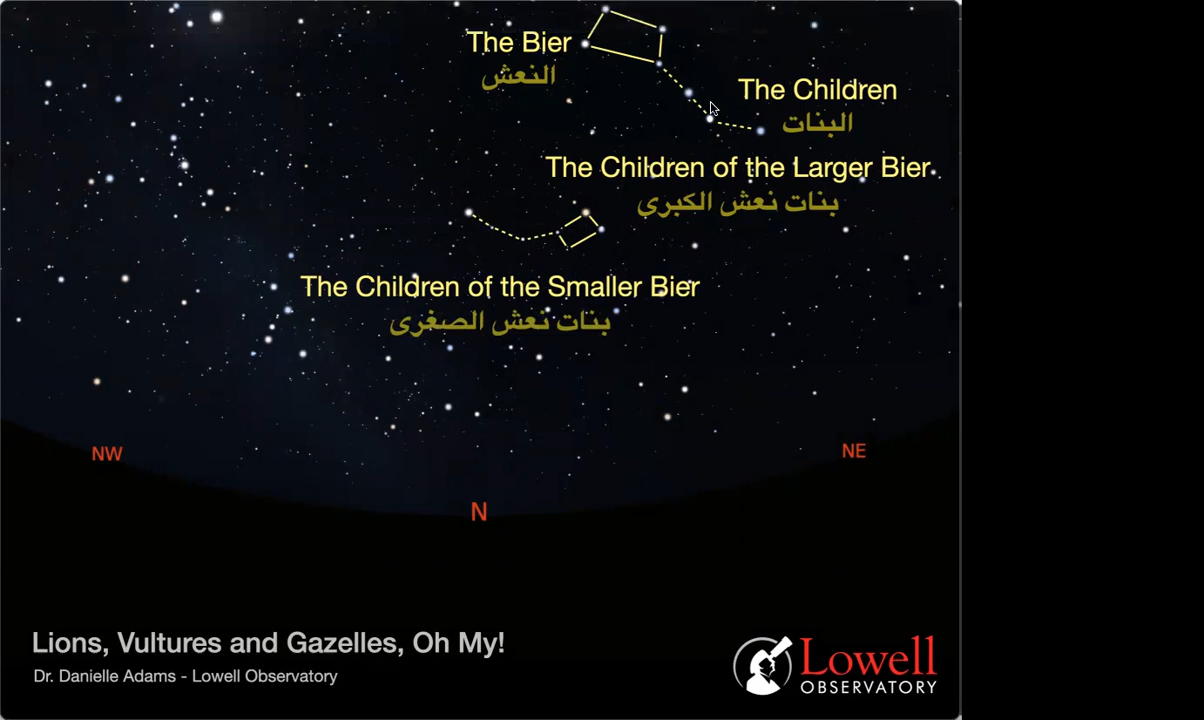 The Bier
النعش
The Children
البنات
The Children of the Larger Bier
بنات نعش الكبرى
The Children of the Smaller Bier
بنات نعش الصغرى
NW
NE
N
Lions, Vultures and Gazelles, Oh My!
Dr. Danielle Adams - Lowell Observatory
Lowell
OBSERVATORY